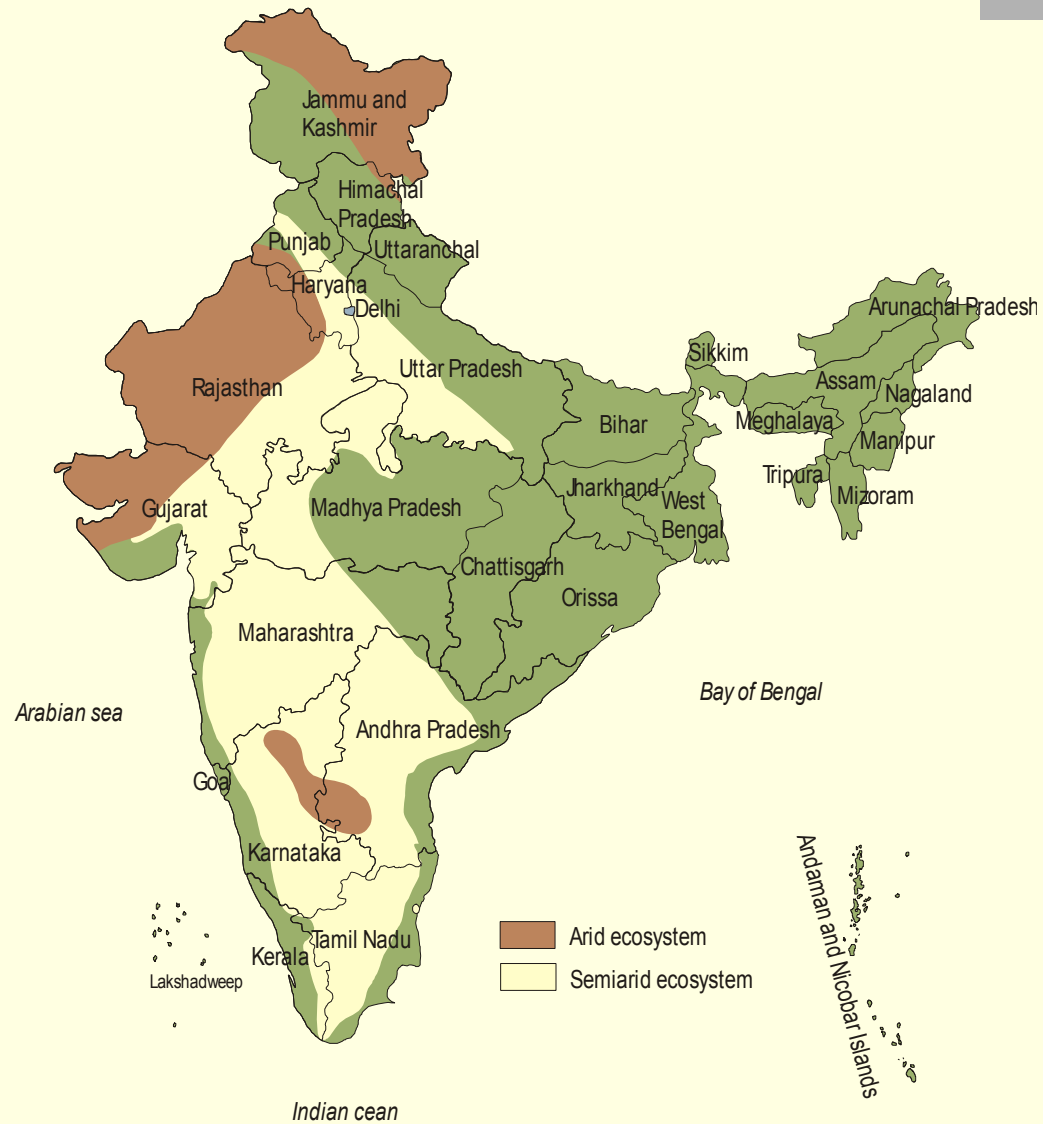 Jammu and
Kashmir
Himachal
Pradesh
Punjab
Uttaranchal
Haryana
Delhi
Arunachal Pradesh
Sikkim
Uttar Pradesh
Rajasthan
Assam
Nagaland
Bihar
Meghalaya
Manipur
Tripura
Jharkhand
Mizoram
West
Bengal
Gujarat
Madhya Pradesh
Chattisgarh
Orissa
Maharashtra
Bay of Bengal
Arabian sea
Andhra Pradesh
Goa
Karnataka
Andaman and Nicobar Islands
Tamil Nadu
Kerala
Lakshadweep
Arid ecosystem
Semiarid ecosystem
Indian cean